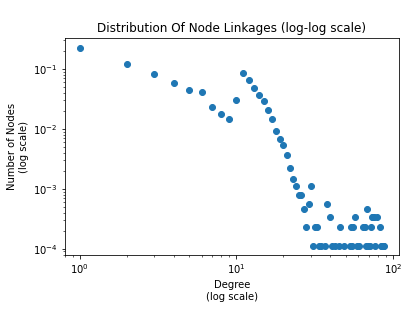 Distribution Of Node Linkages (log-log scale)
Number of Nodes
(log scale)
10⁻¹
10⁻²
10⁻³
10⁻⁴
10⁰
10¹
10²
Degree
(log scale)